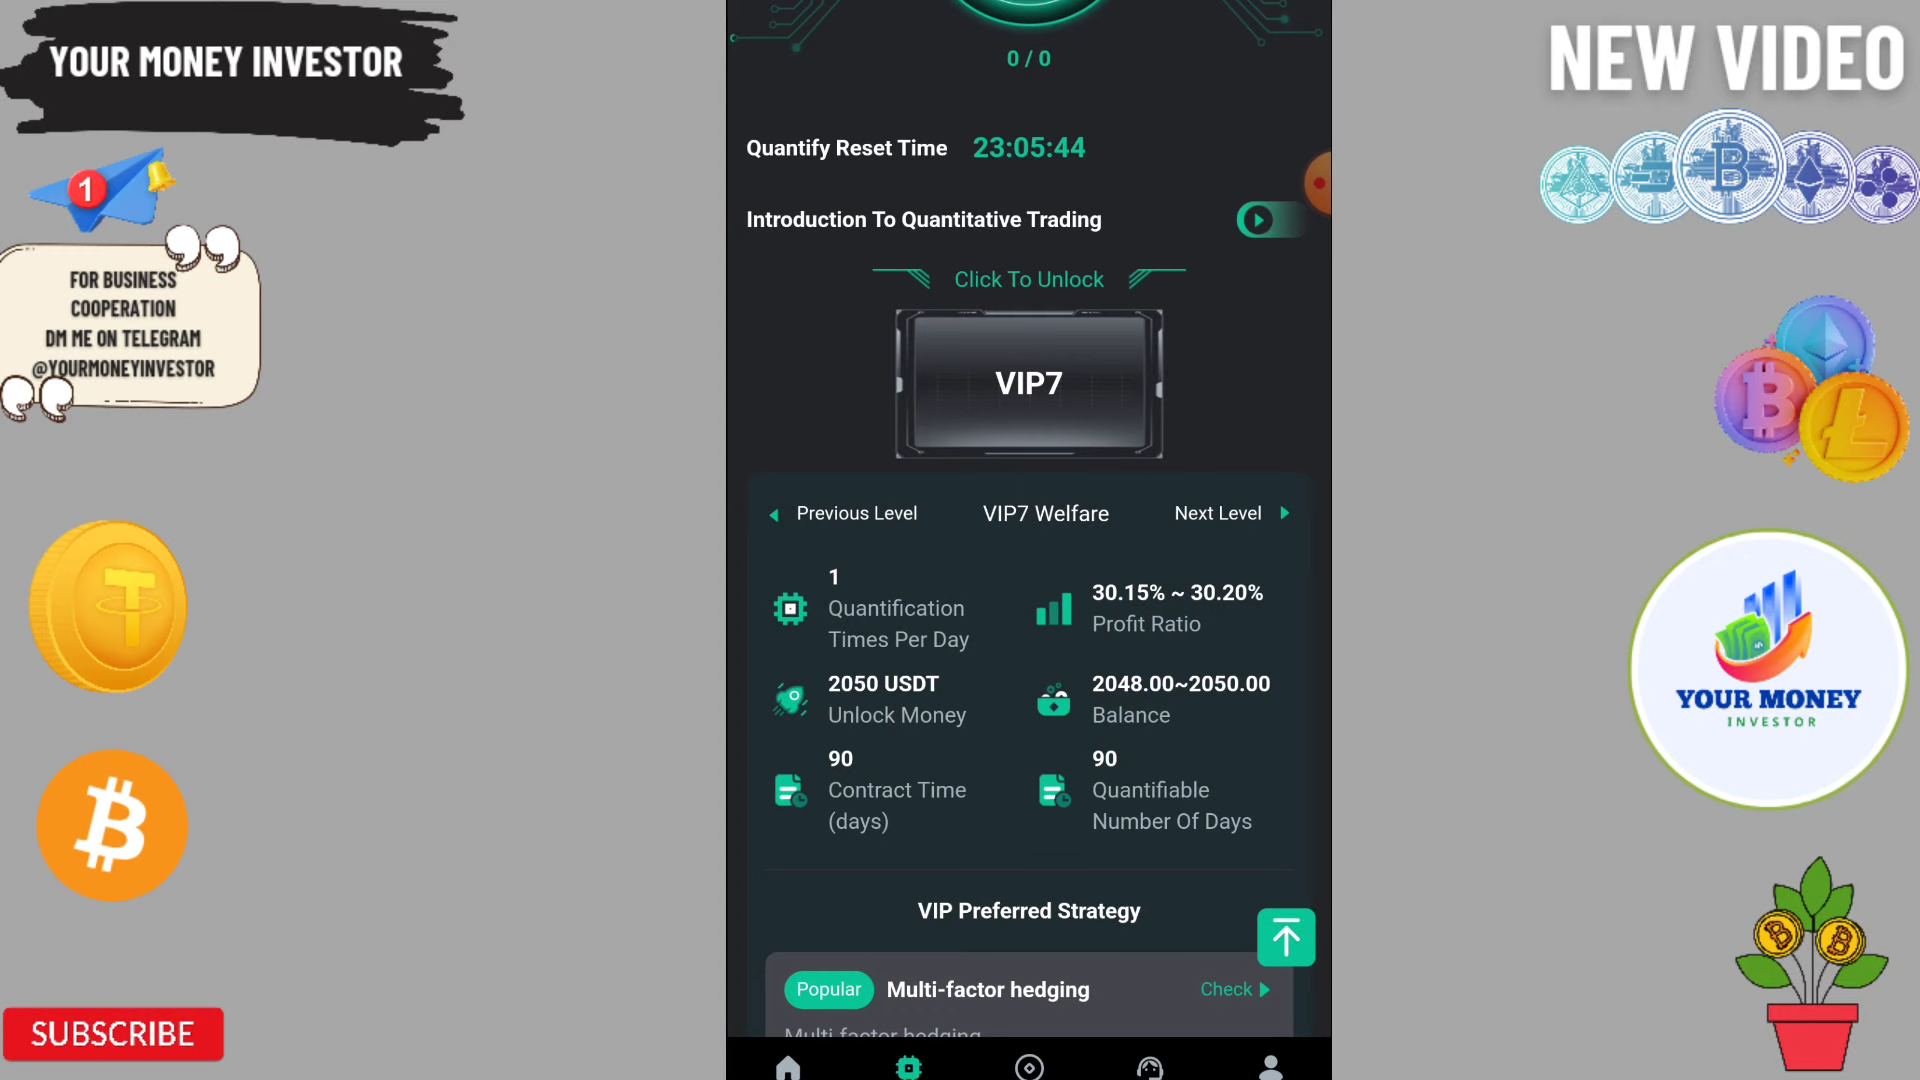 YOUR MONEY INVESTOR
1
FOR BUSINESS
COOPERATION
DM ME ON TELEGRAM
@YOURMONEYINVESTOR
SUBSCRIBE
0 / 0
Quantify Reset Time 23:05:44
Introduction To Quantitative Trading
Click To Unlock
VIP7
Previous Level VIP7 Welfare Next Level
1
Quantification
Times Per Day
30.15% ~ 30.20%
Profit Ratio
2050 USDT
Unlock Money
2048.00~2050.00
Balance
90
Contract Time
(days)
90
Quantifiable
Number Of Days
VIP Preferred Strategy
Popular Multi-factor hedging Check
Multi factor hedging
NEW VIDEO
YOUR MONEY
INVESTOR